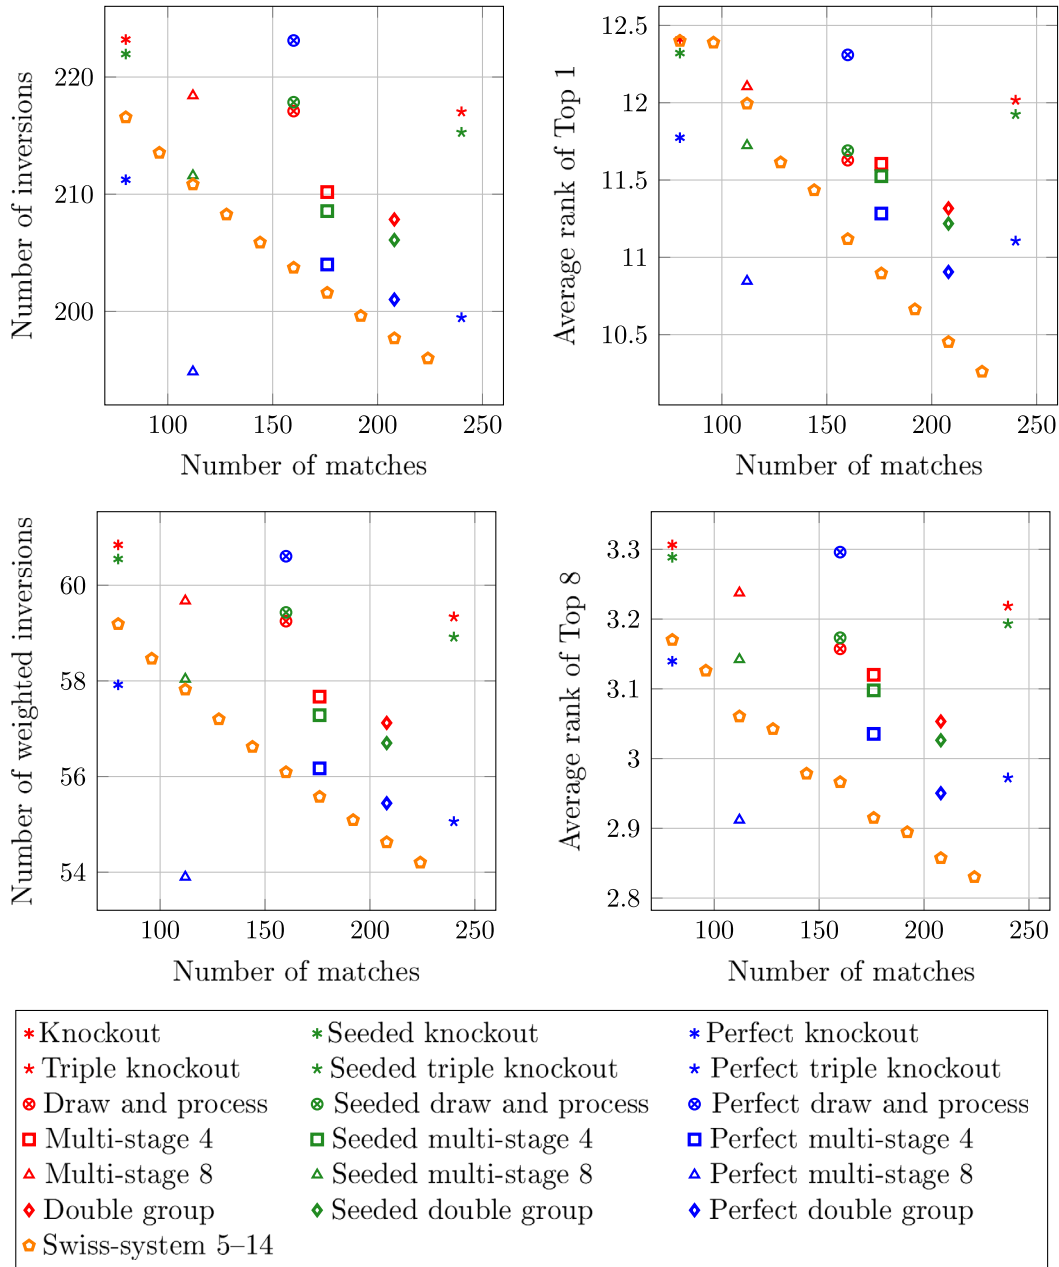 220
210
200
100
150
200
250
Number of inversions
Number of matches
12.5
12
11.5
11
10.5
100
150
200
250
Average rank of Top 1
Number of matches
60
58
56
54
100
150
200
250
Number of weighted inversions
Number of matches
3.3
3.2
3.1
3
2.9
2.8
100
150
200
250
Average rank of Top 8
Number of matches
Knockout
Seeded knockout
Perfect knockout
Triple knockout
Seeded triple knockout
Perfect triple knockout
Draw and process
Seeded draw and process
Perfect draw and process
Multi-stage 4
Seeded multi-stage 4
Perfect multi-stage 4
Multi-stage 8
Seeded multi-stage 8
Perfect multi-stage 8
Double group
Seeded double group
Perfect double group
Swiss-system 5–14